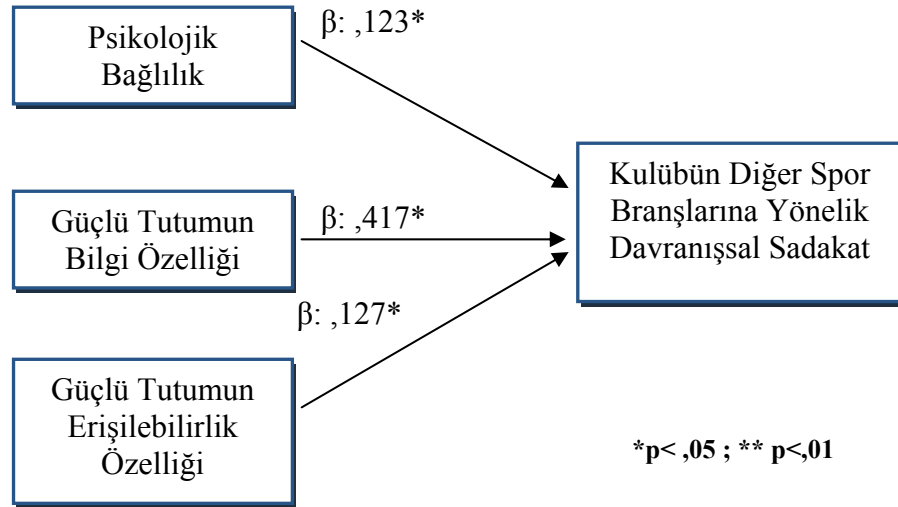 β: ,123*
Psikolojik
Bağlılık
Kulübün Diğer Spor
Branşlarına Yönelik
Davranışsal Sadakat
β: ,417*
Güçlü Tutumun
Bilgi Özelliği
β: ,127*
Güçlü Tutumun
Erişilebilirlik
Özelliği
*p< ,05 ; ** p<,01